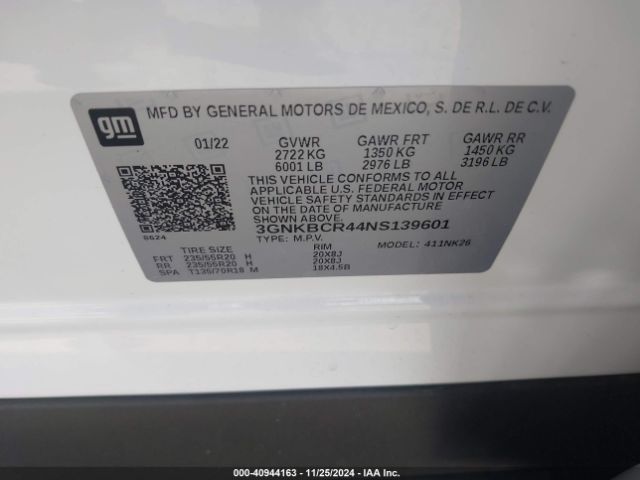 gm
MFD BY GENERAL MOTORS DE MEXICO, S. DE R.L. DE C.V.
01/22 GVWR GAWR FRT GAWR RR
2722 KG 1350 KG 1450 KG
6001 LB 2976 LB 3196 LB
THIS VEHICLE CONFORMS TO ALL
APPLICABLE U.S. FEDERAL MOTOR
VEHICLE SAFETY STANDARDS IN EFFECT
ON THE DATE OF MANUFACTURE
SHOWN ABOVE.
3GNKBCR44NS139601
8624 TYPE: M.P.V. MODEL: 411NK26
TIRE SIZE RIM
FRT 235/55R20 H 20X8J
RR 235/55R20 H 20X8J
SPA T135/70R18 M 18X4.5B
000-40944163 - 11/25/2024 - IAA Inc.